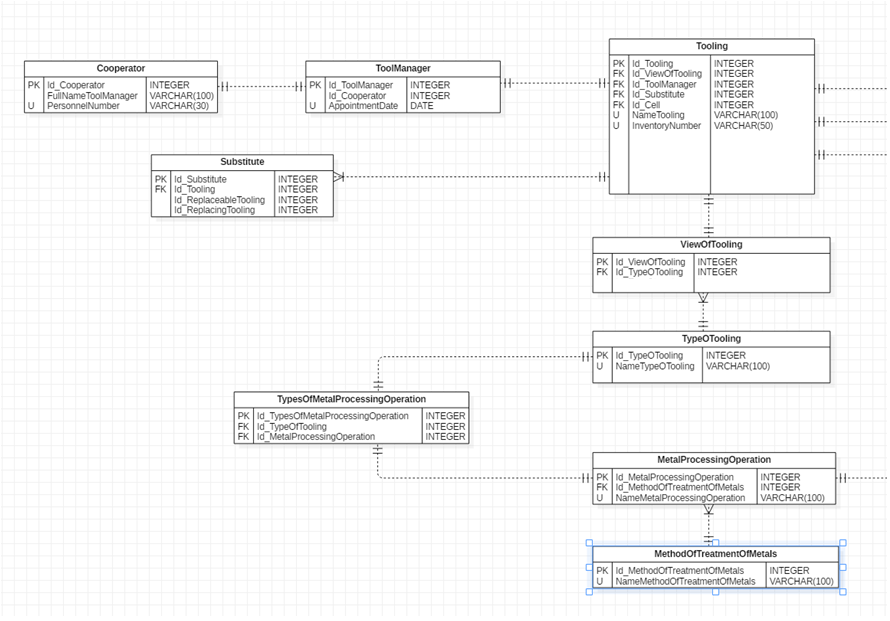 Tooling
PK Id_Tooling INTEGER
FK Id_ViewOfTooling INTEGER
FK Id_ToolManager INTEGER
FK Id_Substitute INTEGER
FK Id_Cell INTEGER
U NameTooling VARCHAR(100)
U InventoryNumber VARCHAR(50)
Cooperator
PK Id_Cooperator INTEGER
FullNameToolManager VARCHAR(100)
U PersonnelNumber VARCHAR(30)
ToolManager
PK Id_ToolManager INTEGER
Id_Cooperator INTEGER
U AppointmentDate DATE
Substitute
PK Id_Substitute INTEGER
FK Id_Tooling INTEGER
Id_ReplaceableTooling INTEGER
Id_ReplacingTooling INTEGER
ViewOfTooling
PK Id_ViewOfTooling INTEGER
FK Id_TypeOTooling INTEGER
TypeOTooling
PK Id_TypeOTooling INTEGER
U NameTypeOTooling VARCHAR(100)
TypesOfMetalProcessingOperation
PK Id_TypesOfMetalProcessingOperation INTEGER
FK Id_TypeOfTooling INTEGER
FK Id_MetalProcessingOperation INTEGER
MetalProcessingOperation
PK Id_MetalProcessingOperation INTEGER
FK Id_MethodOfTreatmentOfMetals INTEGER
U NameMetalProcessingOperation VARCHAR(100)
MethodOfTreatmentOfMetals
PK Id_MethodOfTreatmentOfMetals INTEGER
U NameMethodOfTreatmentOfMetals VARCHAR(100)